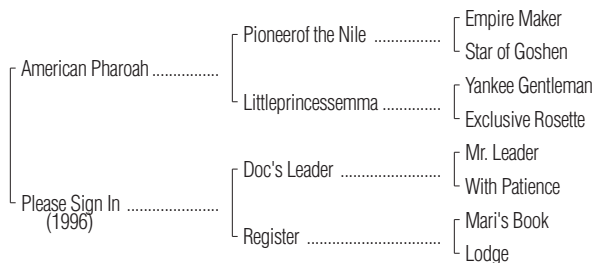 Empire Maker
Pioneerof the Nile ................
Star of Goshen
American Pharoah ................
Yankee Gentleman
Littleprincessemma ..............
Exclusive Rosette
Mr. Leader
Doc's Leader ........................
With Patience
Please Sign In ......................
(1996)
Mari's Book
Register ................................
Lodge